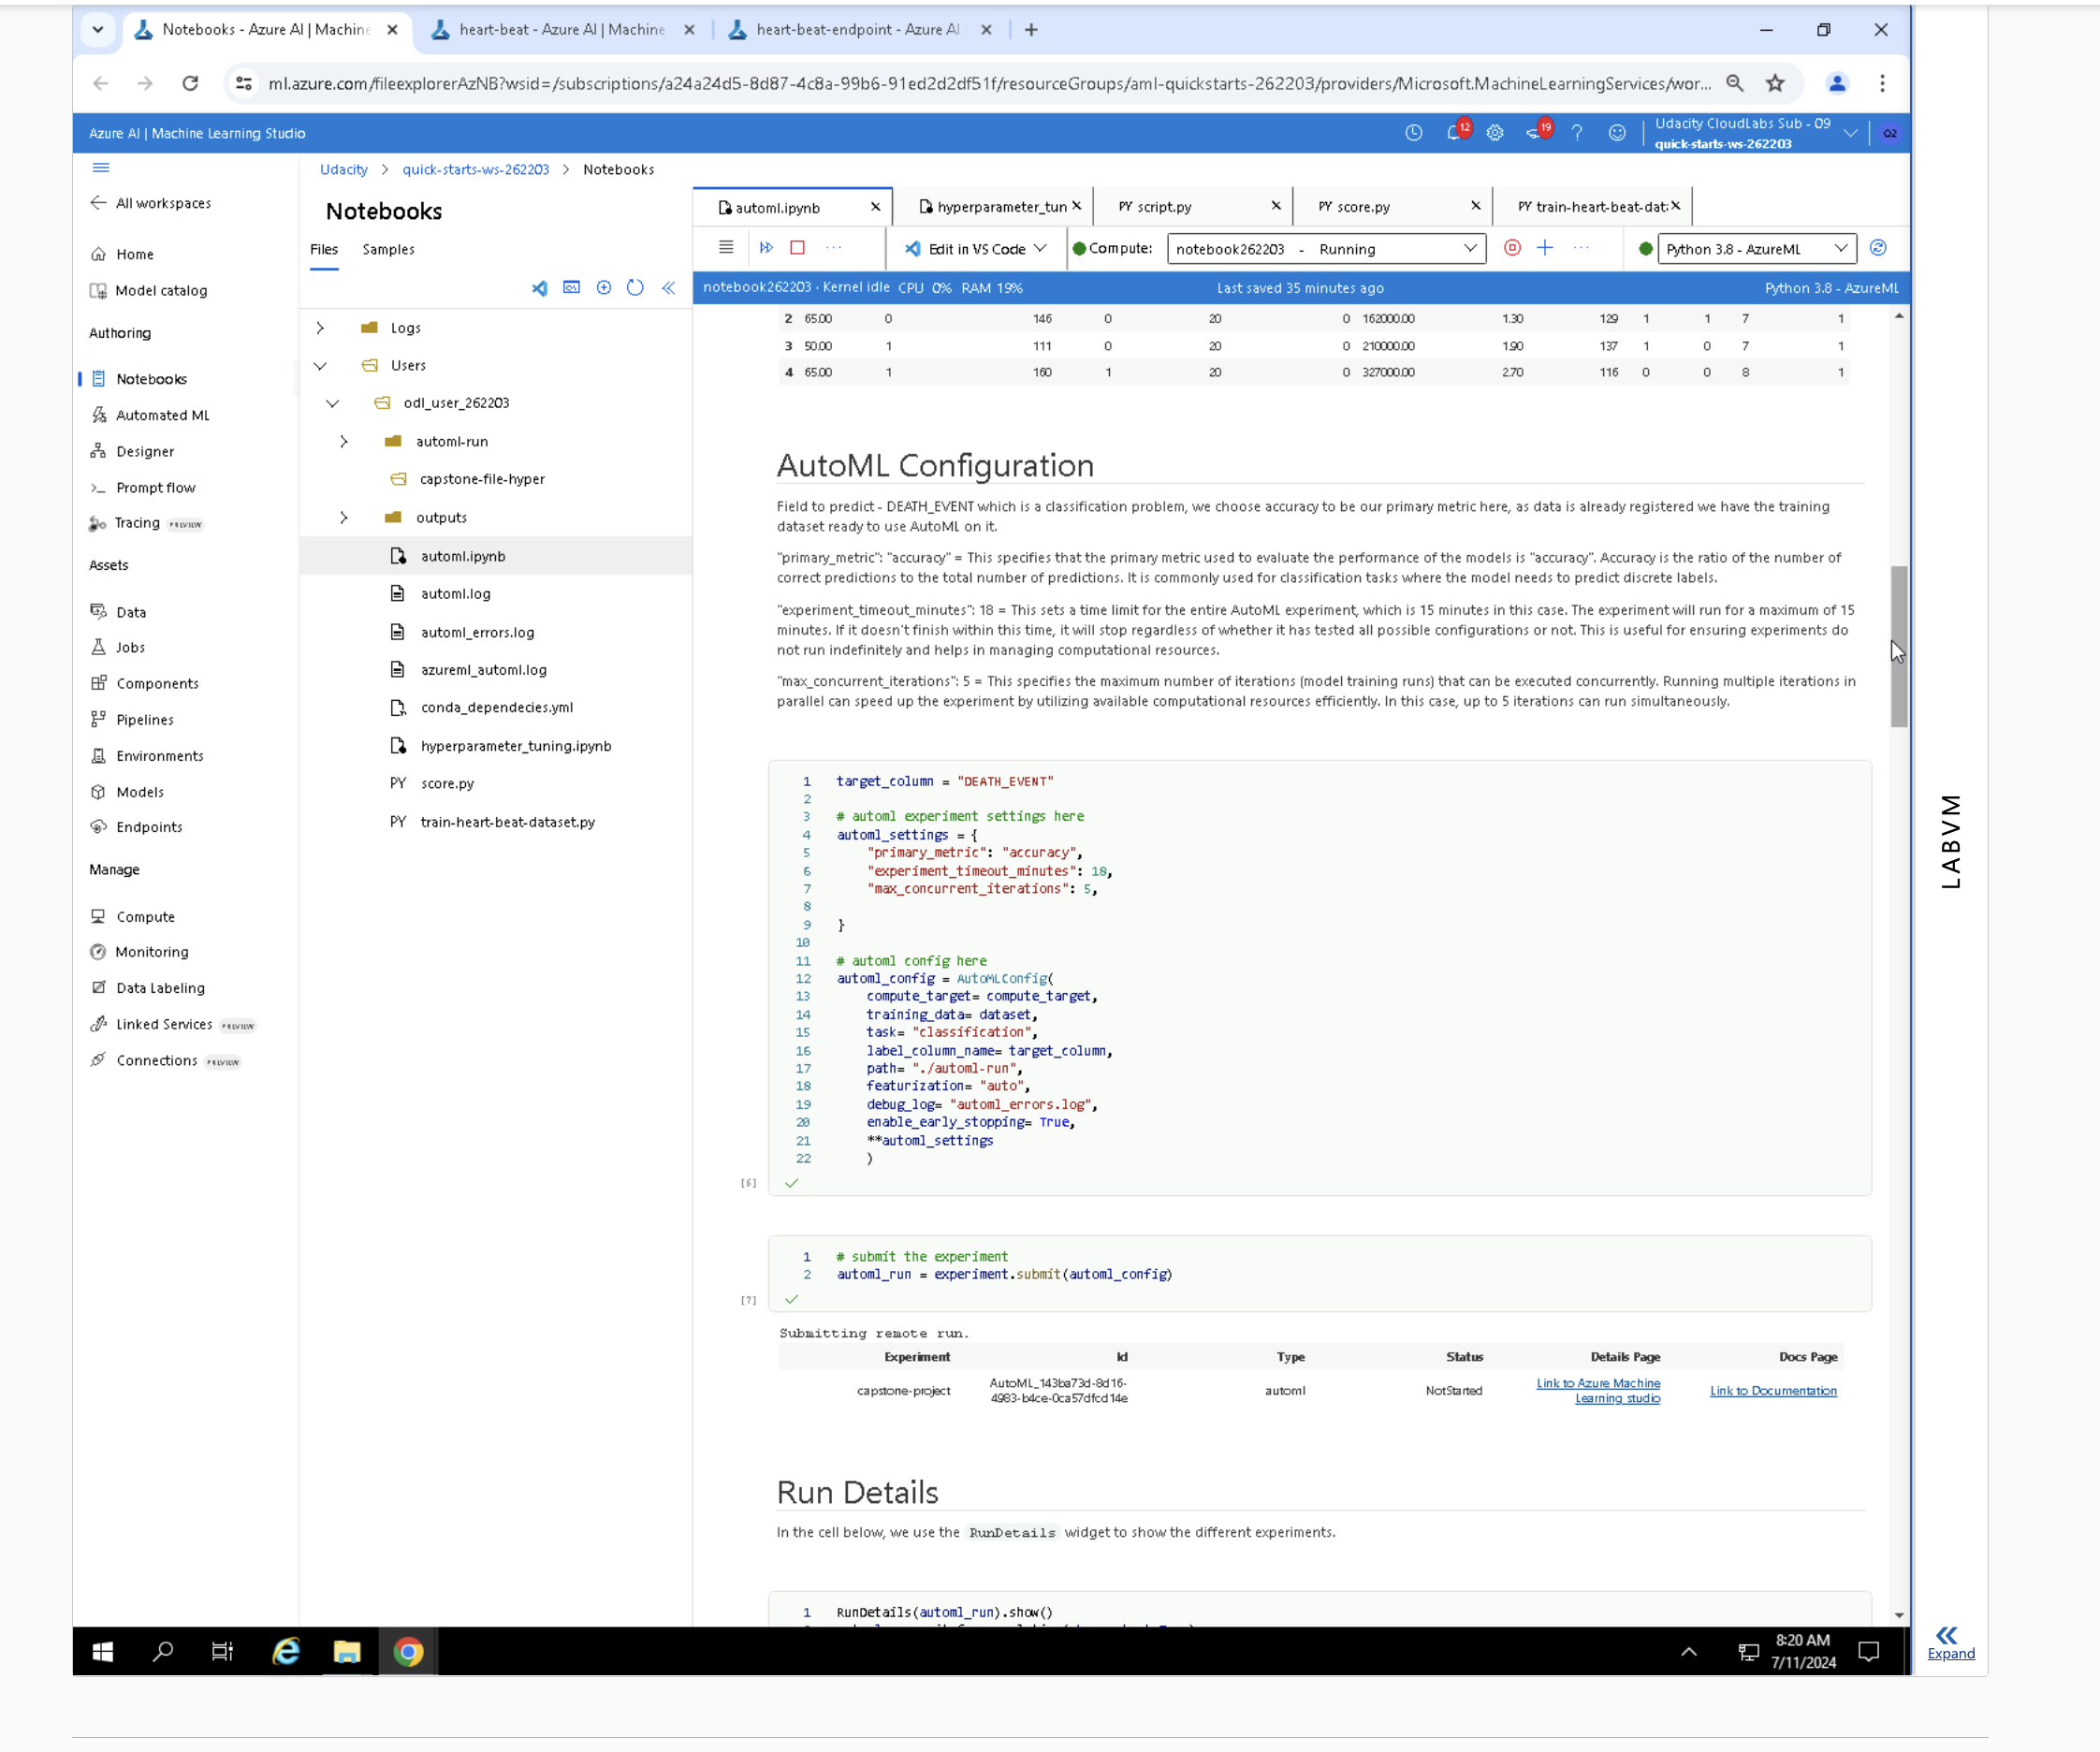 Notebooks - Azure AI | Machine
heart-beat - Azure AI | Machine
heart-beat-endpoint - Azure AI
ml.azure.com/fileexplorerAzNB?wsid=/subscriptions/a24a24d5-8d87-4c8a-99b6-91ed2d2df51f/resourceGroups/aml-quickstarts-262203/providers/Microsoft.MachineLearningServices/wor...
Azure AI | Machine Learning Studio
12
19
Udacity CloudLabs Sub - 09
quick-starts-ws-262203
O2
Udacity > quick-starts-ws-262203 > Notebooks
All workspaces
Home
Model catalog
Authoring
Notebooks
Automated ML
Designer
Prompt flow
Tracing PREVIEW
Assets
Data
Jobs
Components
Pipelines
Environments
Models
Endpoints
Manage
Compute
Monitoring
Data Labeling
Linked Services PREVIEW
Connections PREVIEW
Notebooks
Files Samples
Logs
Users
odl_user_262203
automl-run
capstone-file-hyper
outputs
automl.ipynb
automl.log
automl_errors.log
azureml_automl.log
conda_dependecies.yml
hyperparameter_tuning.ipynb
PY score.py
PY train-heart-beat-dataset.py
automl.ipynb
hyperparameter_tun
PY script.py
PY score.py
PY train-heart-beat-dat
Edit in VS Code
Compute: notebook262203 - Running
Python 3.8 - AzureML
notebook262203 · Kernel idle CPU 0% RAM 19%
Last saved 35 minutes ago
Python 3.8 - AzureML
2 65.00 0 146 0 20 0 162000.00 1.30 129 1 1 7 1
3 50.00 1 111 0 20 0 210000.00 1.90 137 1 0 7 1
4 65.00 1 160 1 20 0 327000.00 2.70 116 0 0 8 1
AutoML Configuration
Field to predict - DEATH_EVENT which is a classification problem, we choose accuracy to be our primary metric here, as data is already registered we have the training
dataset ready to use AutoML on it.
"primary_metric": "accuracy" = This specifies that the primary metric used to evaluate the performance of the models is "accuracy". Accuracy is the ratio of the number of
correct predictions to the total number of predictions. It is commonly used for classification tasks where the model needs to predict discrete labels.
"experiment_timeout_minutes": 18 = This sets a time limit for the entire AutoML experiment, which is 15 minutes in this case. The experiment will run for a maximum of 15
minutes. If it doesn't finish within this time, it will stop regardless of whether it has tested all possible configurations or not. This is useful for ensuring experiments do
not run indefinitely and helps in managing computational resources.
"max_concurrent_iterations": 5 = This specifies the maximum number of iterations (model training runs) that can be executed concurrently. Running multiple iterations in
parallel can speed up the experiment by utilizing available computational resources efficiently. In this case, up to 5 iterations can run simultaneously.
1 target_column = "DEATH_EVENT"
2
3 # automl experiment settings here
4 automl_settings = {
5 "primary_metric": "accuracy",
6 "experiment_timeout_minutes": 18,
7 "max_concurrent_iterations": 5,
8
9 }
10
11 # automl config here
12 automl_config = AutoMLConfig(
13 compute_target= compute_target,
14 training_data= dataset,
15 task= "classification",
16 label_column_name= target_column,
17 path= "./automl-run",
18 featurization= "auto",
19 debug_log= "automl_errors.log",
20 enable_early_stopping= True,
21 **automl_settings
22 )
[6]
1 # submit the experiment
2 automl_run = experiment.submit(automl_config)
[7]
Submitting remote run.
Experiment Id Type Status Details Page Docs Page
capstone-project AutoML_143ba73d-8d16-4983-b4ce-0ca57dfcd14e automl NotStarted Link to Azure Machine Learning studio Link to Documentation
Run Details
In the cell below, we use the RunDetails widget to show the different experiments.
1 RunDetails(automl_run).show()
LABVM
Expand
8:20 AM
7/11/2024